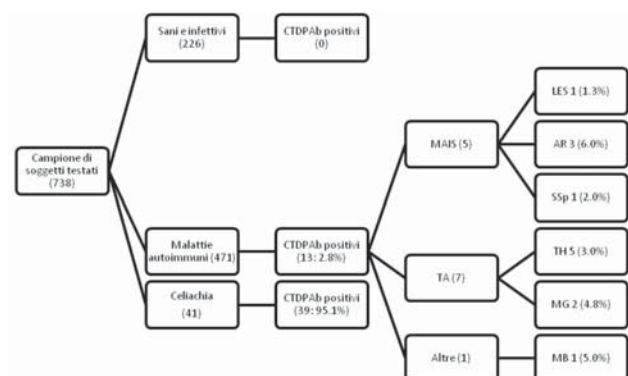 Sani e infettivi
(226)
CTDPAb positivi
(0)
Campione di
soggetti testati
(738)
Malattie
autoimmuni (471)
CTDPAb positivi
(13: 2.8%)
Celiachia
(41)
CTDPAb positivi
(39: 95.1%)
MAIS (5)
LES 1 (1.3%)
AR 3 (6.0%)
SSp 1 (2.0%)
TA (7)
TH 5 (3.0%)
MG 2 (4.8%)
Altre (1)
MB 1 (5.0%)